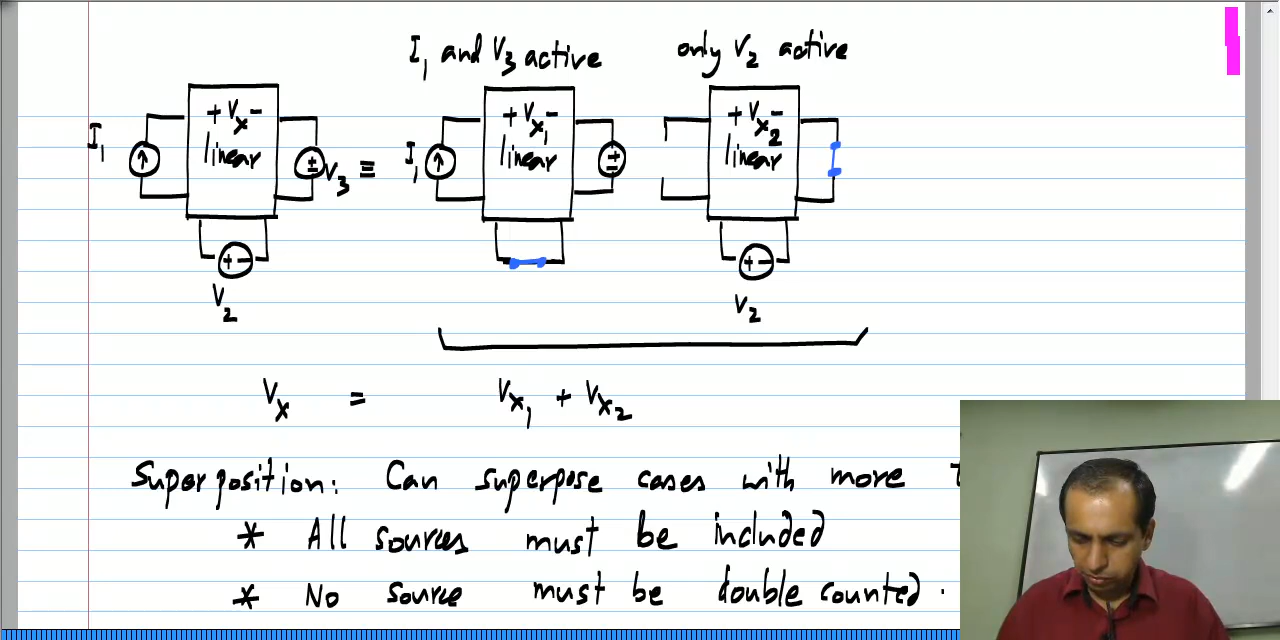 I1 and V3 active only V2 active
+ Vx - + Vx1 - + Vx2 -
I1 linear V3 ≡ I1 linear linear
V2 V2
Vx = Vx1 + Vx2
Superposition: Can superpose cases with more
* All sources must be included
* No source must be double counted.